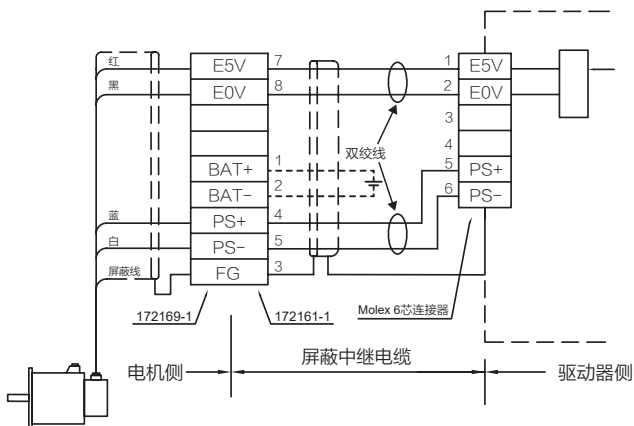 红 E5V 7 1 E5V
黑 E0V 8 2 E0V
3
4
双绞线
BAT+ 1 5 PS+
BAT- 2 6 PS-
蓝 PS+ 4
白 PS- 5
屏蔽线 FG 3
172169-1 172161-1 Molex 6芯连接器
电机侧 屏蔽中继电缆 驱动器侧